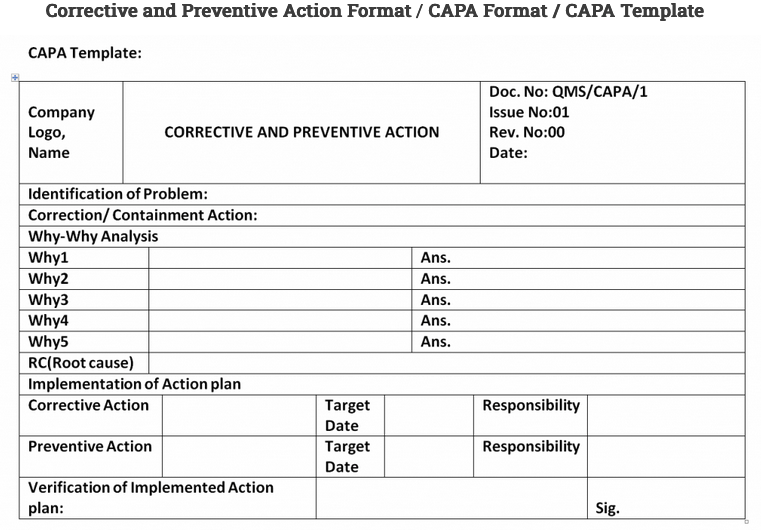 Corrective and Preventive Action Format / CAPA Format / CAPA Template
CAPA Template:
Company
Logo,
Name
CORRECTIVE AND PREVENTIVE ACTION
Doc. No: QMS/CAPA/1
Issue No:01
Rev. No:00
Date:
Identification of Problem:
Correction/ Containment Action:
Why-Why Analysis
Why1 Ans.
Why2 Ans.
Why3 Ans.
Why4 Ans.
Why5 Ans.
RC(Root cause)
Implementation of Action plan
Corrective Action Target Responsibility
Date
Preventive Action Target Responsibility
Date
Verification of Implemented Action
plan: Sig.